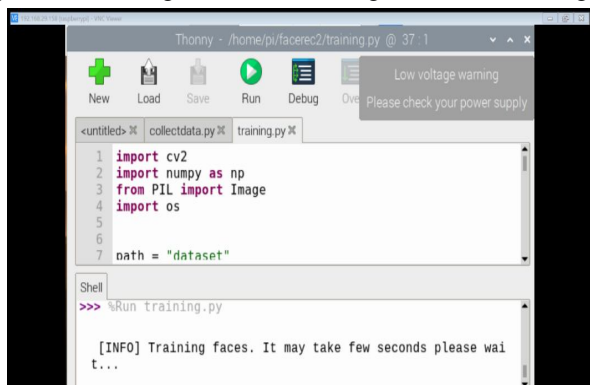 Thonny - /home/pi/facerec2/training.py @ 37:1
Low voltage warning
Please check your power supply
New Load Save Run Debug
<untitled> collectdata.py training.py
1 import cv2
2 import numpy as np
3 from PIL import Image
4 import os
5
6
7 path = "dataset"
Shell
>>> %Run training.py
[INFO] Training faces. It may take few seconds please wai
t...